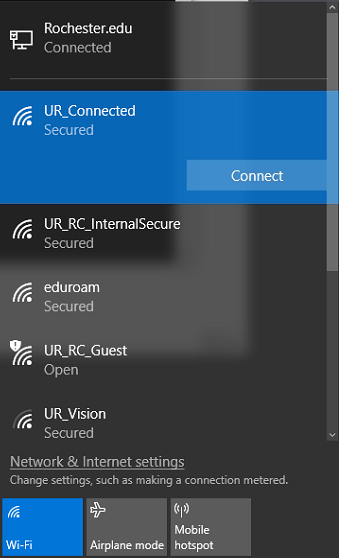 Rochester.edu
Connected
UR_Connected
Secured
Connect
UR_RC_InternalSecure
Secured
eduroam
Secured
UR_RC_Guest
Open
UR_Vision
Secured
Network & Internet settings
Change settings, such as making a connection metered.
Wi-Fi
Airplane mode
Mobile
hotspot